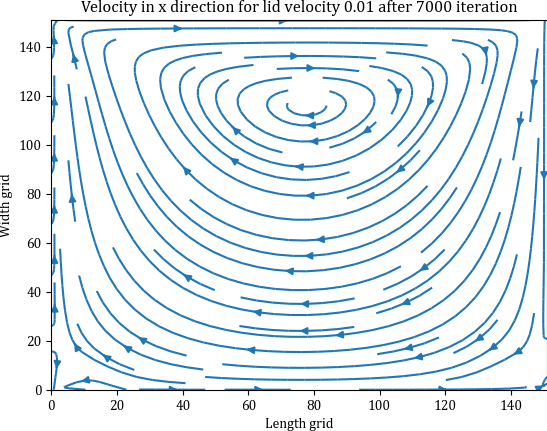 Velocity in x direction for lid velocity 0.01 after 7000 iteration
140
120
100
80
60
40
20
0
Width grid
0 20 40 60 80 100 120 140
Length grid